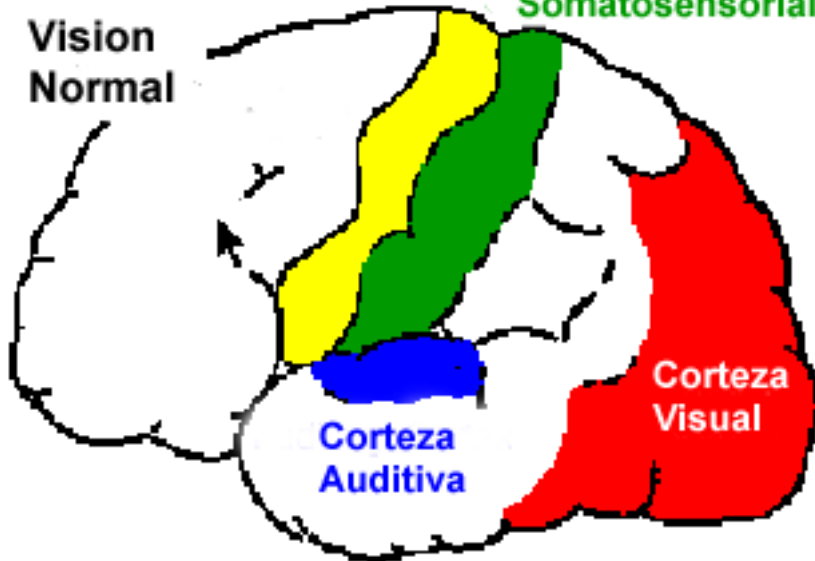 Somatosensorial
Vision
Normal
Corteza
Visual
Corteza
Auditiva